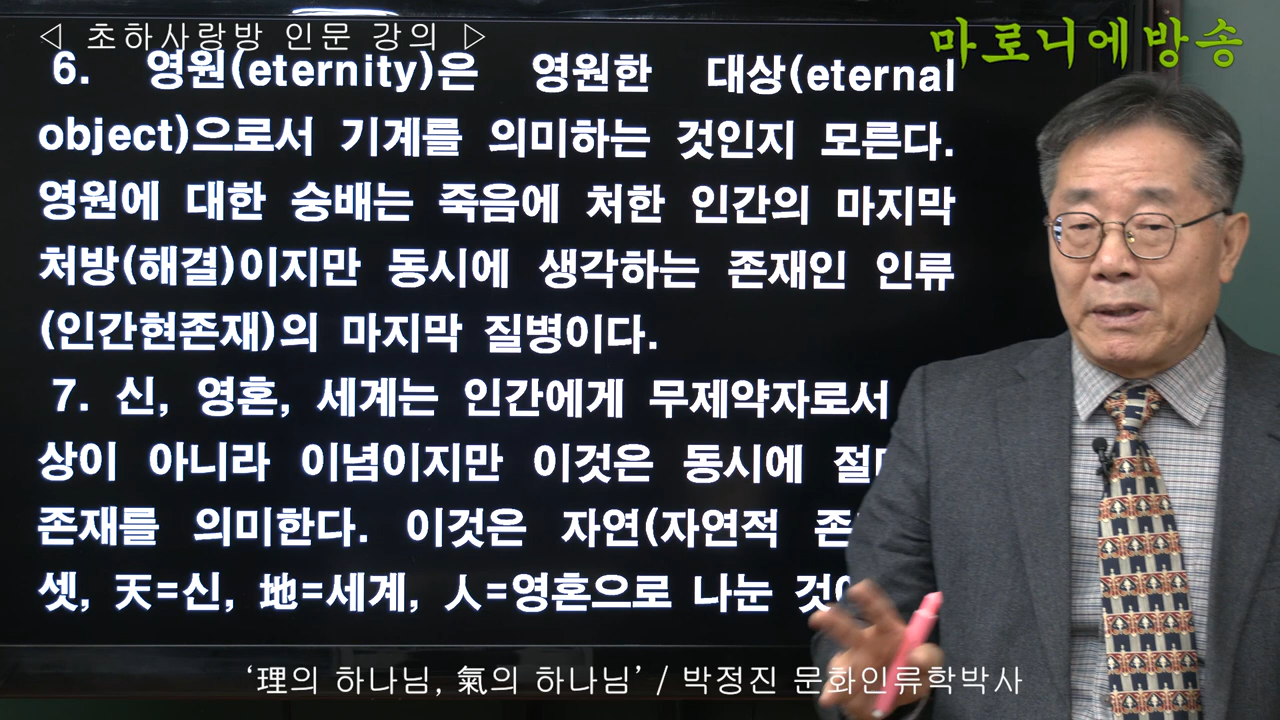 ◁ 초하사랑방 인문 강의 ▷
마로니에방송
6. 영원(eternity)은 영원한 대상(eternal
object)으로서 기계를 의미하는 것인지 모른다.
영원에 대한 숭배는 죽음에 처한 인간의 마지막
처방(해결)이지만 동시에 생각하는 존재인 인류
(인간현존재)의 마지막 질병이다.
7. 신, 영혼, 세계는 인간에게 무제약자로서
상이 아니라 이념이지만 이것은 동시에
존재를 의미한다. 이것은 자연(자연적
셋, 天=신, 地=세계, 人=영혼으로 나눈
‘理의 하나님, 氣의 하나님’ / 박정진 문화인류학박사